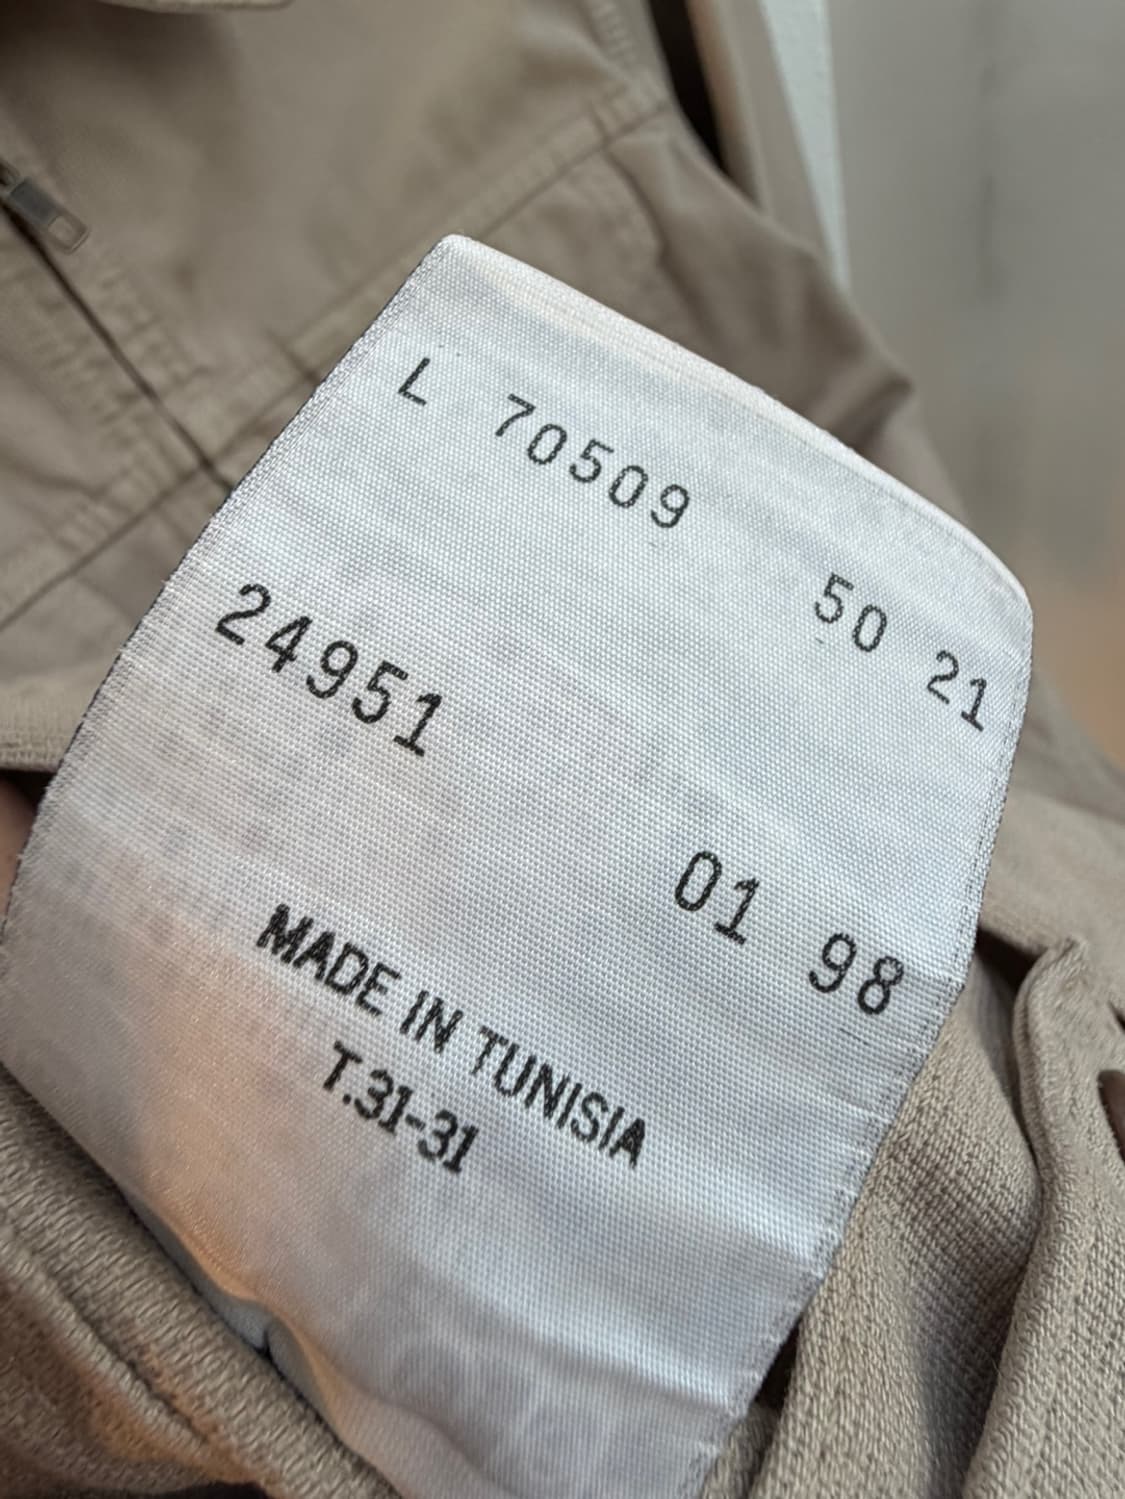 L 70509 50 21
24951 01 98
MADE IN TUNISIA
T.31-31